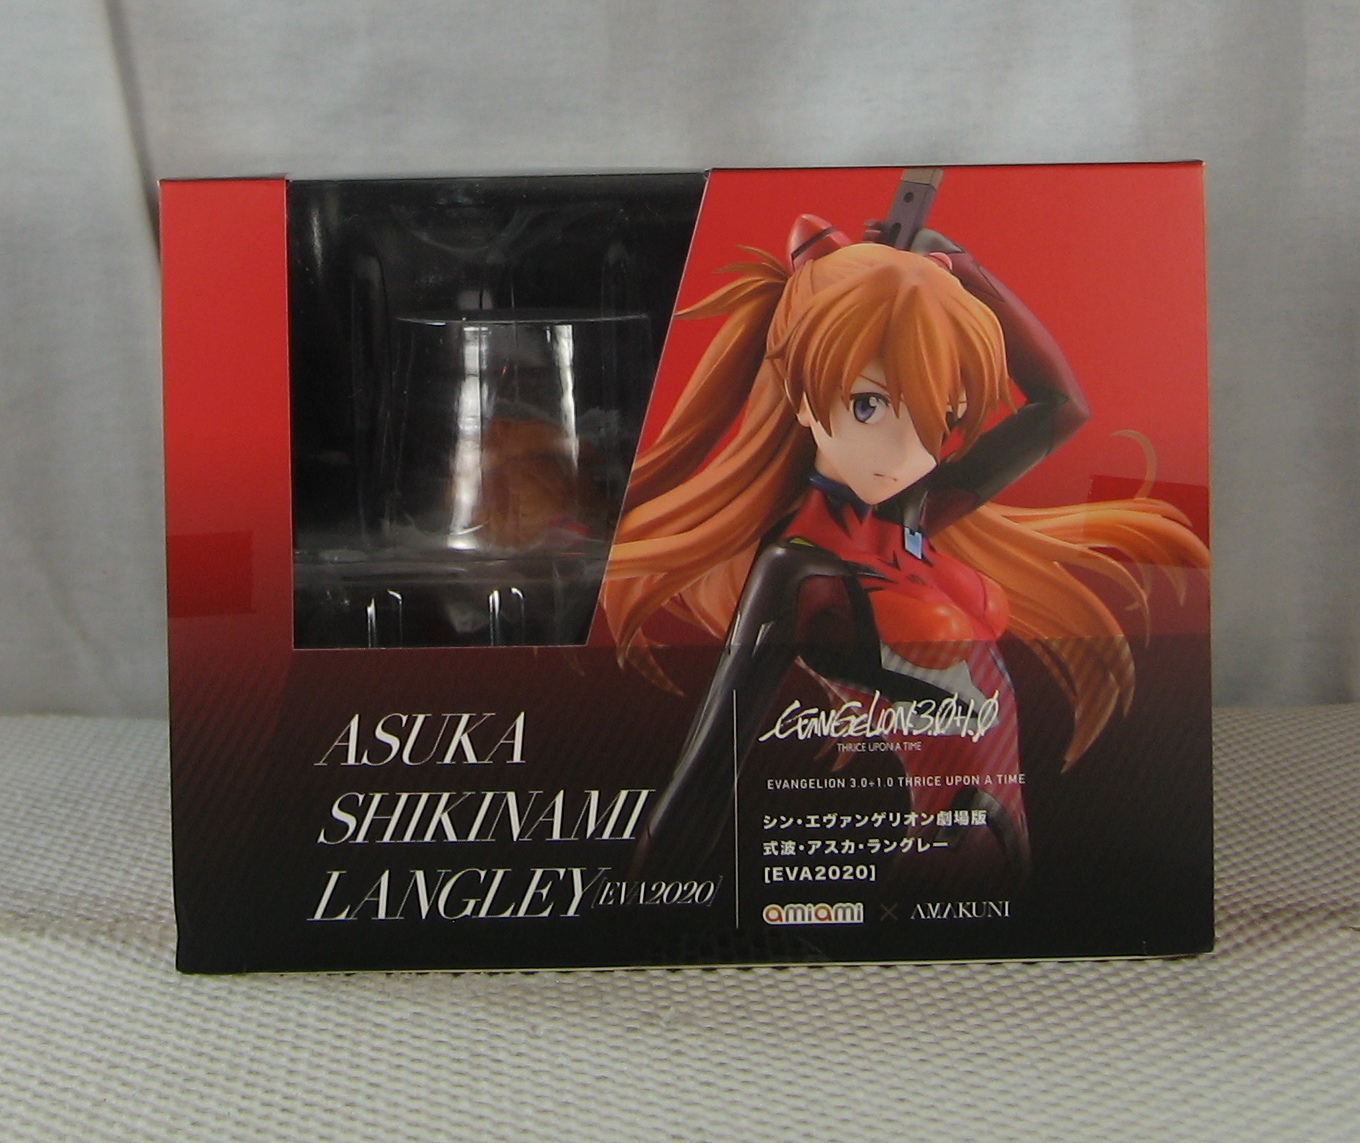 ASUKA
SHIKINAMI
LANGLEY [EVA2020]
EVANGELION:3.0+1.0
THRICE UPON A TIME
EVANGELION 3.0+1.0 THRICE UPON A TIME
シン・エヴァンゲリオン劇場版
式波・アスカ・ラングレー
[EVA2020]
amiami × AMAKUNI